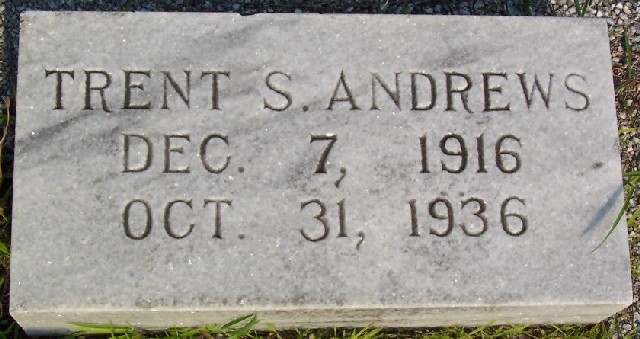 TRENT S. ANDREWS
DEC. 7, 1916
OCT. 31, 1936